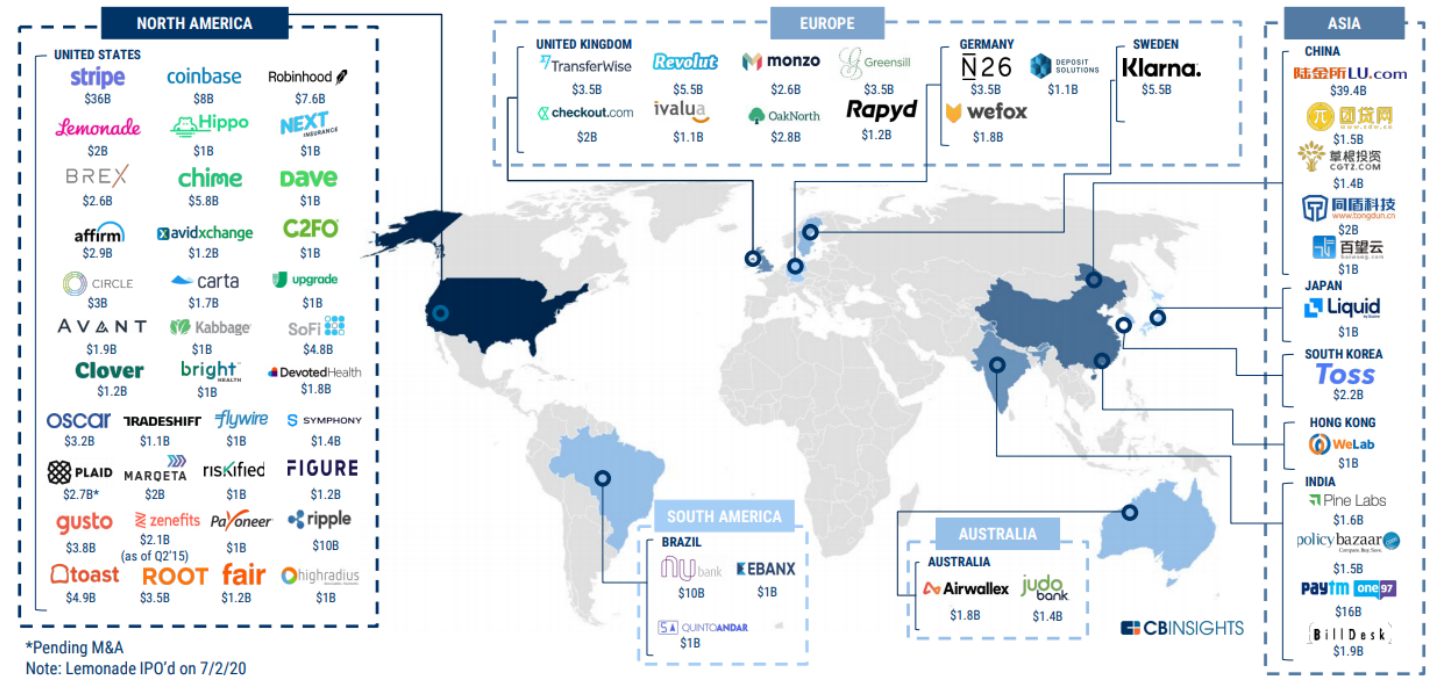 NORTH AMERICA
UNITED STATES
stripe
$36B
coinbase
$8B
Robinhood
$7.6B
Lemonade
$2B
Hippo
$1B
NEXT
INSURANCE
$1B
BREX
$2.6B
chime
$5.8B
DAVE
$1B
affirm
$2.9B
avidxchange
$1.2B
C2FO
$1B
CIRCLE
$3B
carta
$1.7B
upgrade
$1B
AVANT
$1.9B
Kabbage
$1B
SoFi
$4.8B
Clover
$1.2B
bright
HEALTH
$1B
DevotedHealth
$1.8B
oscar
$3.2B
TRADESHIFT
$1.1B
flywire
$1B
SYMPHONY
$1.4B
PLAID
$2.7B*
MARQETA
$2B
riskified
$1B
FIGURE
$1.2B
gusto
$3.8B
zenefits
$2.1B
(as of Q2'15)
Payoneer
$1B
ripple
$10B
toast
$4.9B
ROOT
$3.5B
fair
$1.2B
highradius
$1B
*Pending M&A
Note: Lemonade IPO'd on 7/2/20
EUROPE
UNITED KINGDOM
TransferWise
$3.5B
Revolut
$5.5B
monzo
$2.6B
Greensill
$3.5B
checkout.com
$2B
ivalua
$1.1B
OakNorth
$2.8B
Rapyd
$1.2B
GERMANY
N26
$3.5B
DEPOSIT
SOLUTIONS
$1.1B
wefox
$1.8B
SWEDEN
Klarna.
$5.5B
SOUTH AMERICA
BRAZIL
nu bank
$10B
EBANX
$1B
QUINTOANDAR
$1B
AUSTRALIA
AUSTRALIA
Airwallex
$1.8B
judo
bank
$1.4B
CBINSIGHTS
ASIA
CHINA
陆金所LU.com
$39.4B
团贷网
$1.5B
草根投资
CGTZ.COM
$1.4B
同盾科技
www.tongdun.cn
$2B
百望云
$1B
JAPAN
Liquid
$1B
SOUTH KOREA
Toss
$2.2B
HONG KONG
WeLab
$1B
INDIA
Pine Labs
$1.6B
policybazaar
Compare. Buy. Save.
$1.5B
paytm one97
$16B
BillDesk
$1.9B